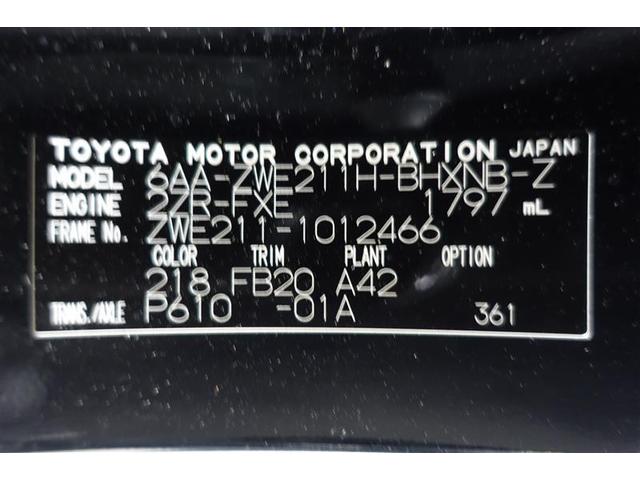 TOYOTA MOTOR CORPORATION JAPAN
MODEL 6AA-ZWE211H-BHXNB-Z
ENGINE 2ZR-FXE 1797 mL
FRAME No. ZWE211-1012466
COLOR TRIM PLANT OPTION
218 FB20 A42
TRANS./AXLE P610 -01A 361